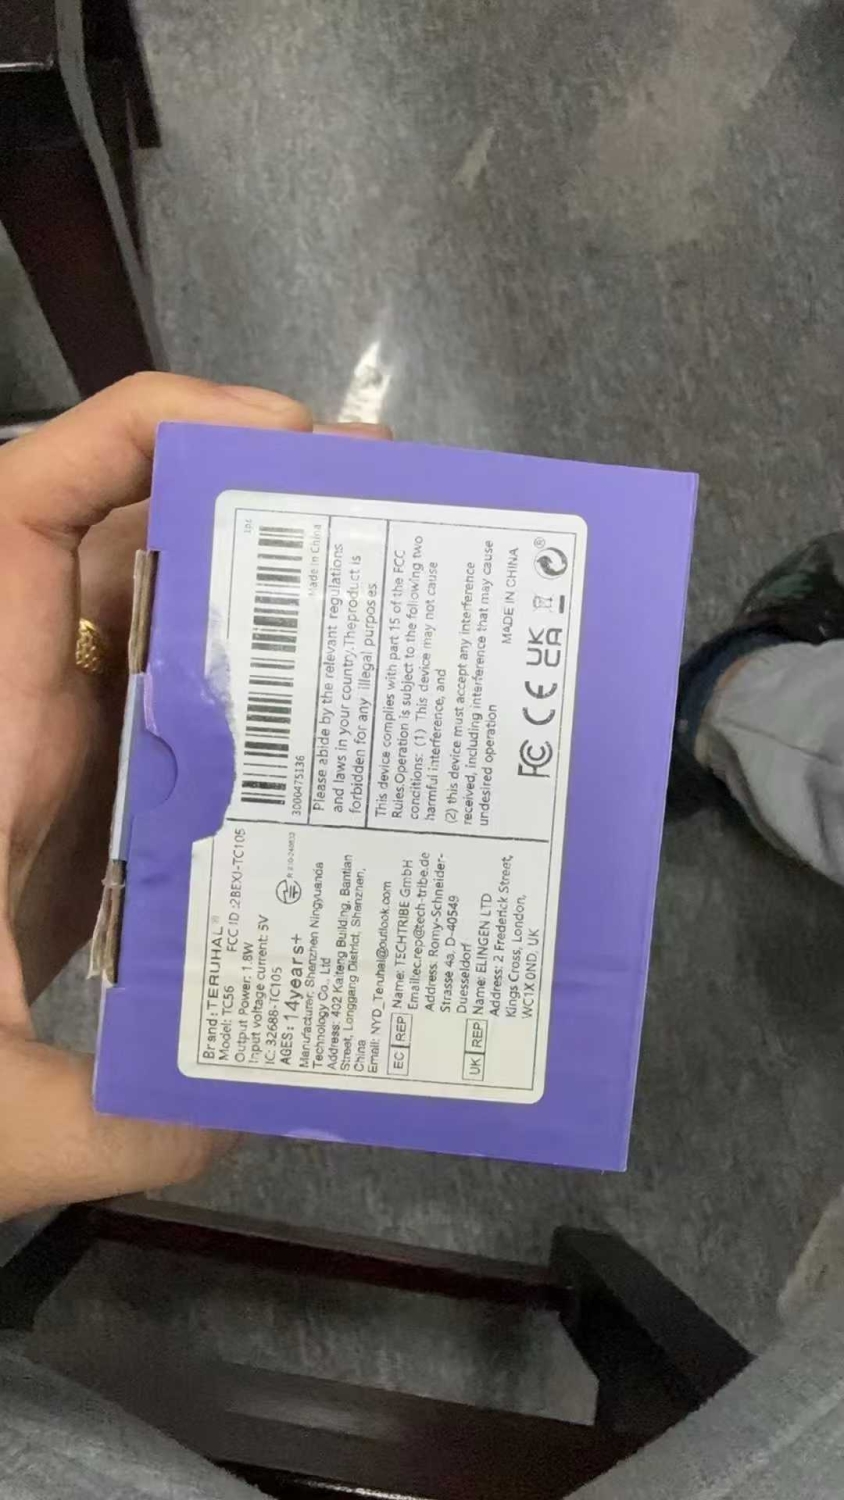 Brand:TERUHAL®
Model: TC56 FCC ID :2BEXJ-TC105
Output Power: 1.8W
Input voltage current: 5V
IC: 32688-TC105
AGES: 14years+
Manufacturer: Shenzhen Ningyuanda
Technology Co., Ltd
Address: 402 Kaiteng Building, Bantian
Street, Longgang District, Shenzhen,
China
Email: NYD_Teruhal@outlook.com
EC REP Name: TECHTRIBE GmbH
Email:ec.rep@tech-tribe.de
Address: Romy-Schneider-
Strasse 4a, D-40549
Duesseldorf
UK REP Name: ELINGEN LTD
Address: 2 Frederick Street,
Kings Cross, London,
WC1X 0ND, UK
3000475136
Made in China
Please abide by the relevant regulations
and laws in your country.Theproduct is
forbidden for any illegal purposes
This device complies with part 15 of the FCC
Rules.Operation is subject to the following two
conditions: (1) This device may not cause
harmful interference, and
(2) this device must accept any interference
received, including interference that may cause
undesired operation
MADE IN CHINA
FC CE UK
CA ®